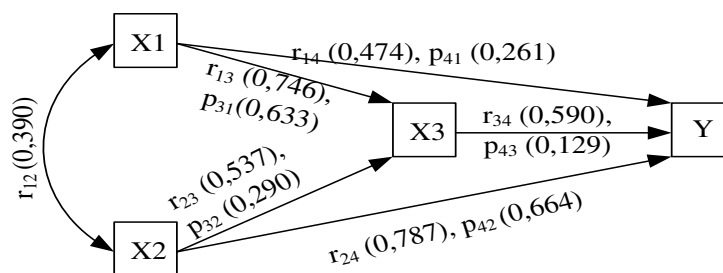 X1
r14 (0,474), p41 (0,261)
r13 (0,746),
p31(0,633)
r12 (0,390)
X3
r34 (0,590),
p43 (0,129)
Y
r23 (0,537),
p32 (0,290)
X2
r24 (0,787), p42 (0,664)